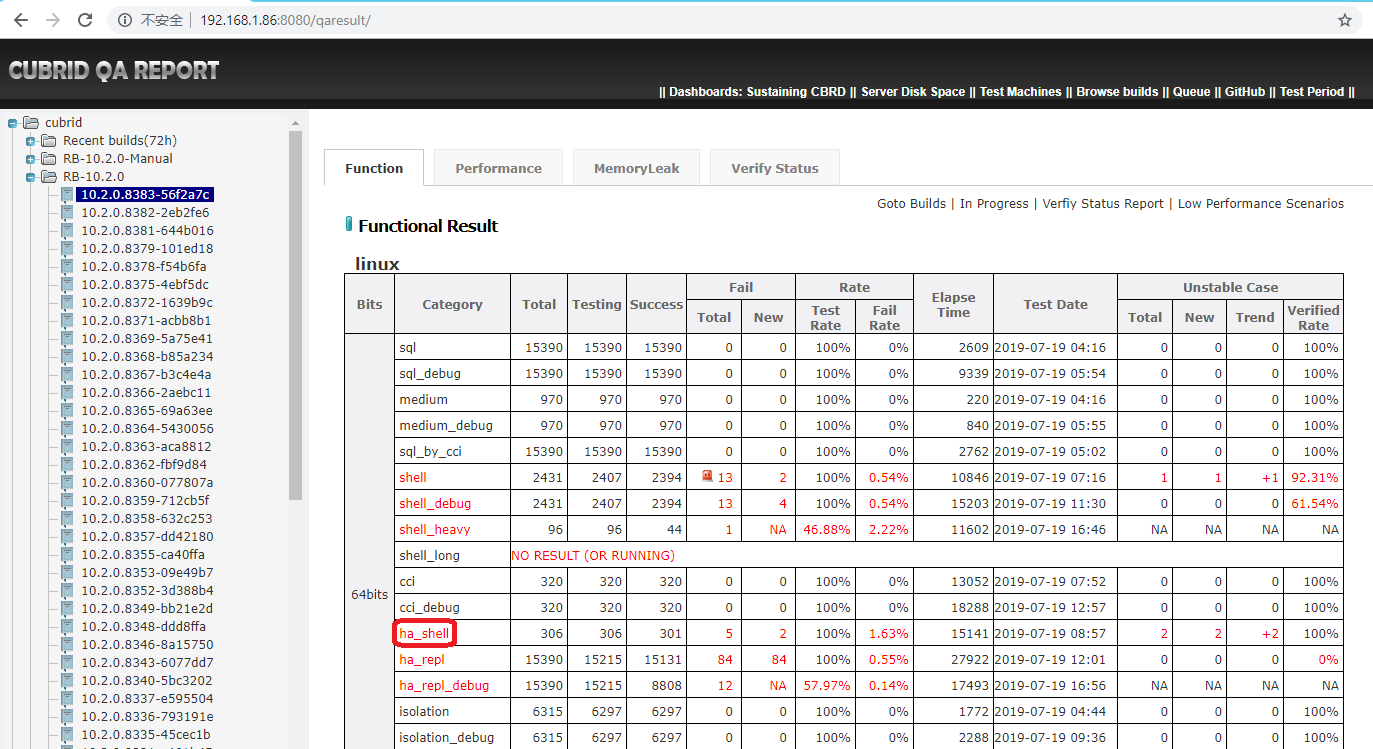 不安全 192.168.1.86:8080/qaresult/
CUBRID QA REPORT
|| Dashboards: Sustaining CBRD || Server Disk Space || Test Machines || Browse builds || Queue || GitHub || Test Period ||
cubrid
Recent builds(72h)
RB-10.2.0-Manual
RB-10.2.0
10.2.0.8383-56f2a7c
10.2.0.8382-2eb2fe6
10.2.0.8381-644b016
10.2.0.8379-101ed18
10.2.0.8378-f54b6fa
10.2.0.8375-4ebf5dc
10.2.0.8372-1639b9c
10.2.0.8371-acbb8b1
10.2.0.8369-5a75e41
10.2.0.8368-b85a234
10.2.0.8367-b3c4e4a
10.2.0.8366-2aebc11
10.2.0.8365-69a63ee
10.2.0.8364-5430056
10.2.0.8363-aca8812
10.2.0.8362-fbf9d84
10.2.0.8360-077807a
10.2.0.8359-712cb5f
10.2.0.8358-632c253
10.2.0.8357-dd42180
10.2.0.8355-ca40ffa
10.2.0.8353-09e49b7
10.2.0.8352-3d388b4
10.2.0.8349-bb21e2d
10.2.0.8348-ddd8ffa
10.2.0.8346-8a15750
10.2.0.8343-6077dd7
10.2.0.8340-5bc3202
10.2.0.8337-e595504
10.2.0.8336-793191e
10.2.0.8335-45cec1b
Function Performance MemoryLeak Verify Status
Goto Builds | In Progress | Verfiy Status Report | Low Performance Scenarios
Functional Result
linux
Bits Category Total Testing Success Fail Rate Elapse Time Test Date Unstable Case
Total New Test Rate Fail Rate Total New Trend Verified Rate
64bits
sql 15390 15390 15390 0 0 100% 0% 2609 2019-07-19 04:16 0 0 0 100%
sql_debug 15390 15390 15390 0 0 100% 0% 9339 2019-07-19 05:54 0 0 0 100%
medium 970 970 970 0 0 100% 0% 220 2019-07-19 04:16 0 0 0 100%
medium_debug 970 970 970 0 0 100% 0% 840 2019-07-19 05:55 0 0 0 100%
sql_by_cci 15390 15390 15390 0 0 100% 0% 2762 2019-07-19 05:02 0 0 0 100%
shell 2431 2407 2394 13 2 100% 0.54% 10846 2019-07-19 07:16 1 1 +1 92.31%
shell_debug 2431 2407 2394 13 4 100% 0.54% 15203 2019-07-19 11:30 0 0 0 61.54%
shell_heavy 96 96 44 1 NA 46.88% 2.22% 11602 2019-07-19 16:46 NA NA NA NA
shell_long NO RESULT (OR RUNNING)
cci 320 320 320 0 0 100% 0% 13052 2019-07-19 07:52 0 0 0 100%
cci_debug 320 320 320 0 0 100% 0% 18288 2019-07-19 12:57 0 0 0 100%
ha_shell 306 306 301 5 2 100% 1.63% 15141 2019-07-19 08:57 2 2 +2 100%
ha_repl 15390 15215 15131 84 84 100% 0.55% 27922 2019-07-19 12:01 0 0 0 0%
ha_repl_debug 15390 15215 8808 12 NA 57.97% 0.14% 17493 2019-07-19 16:56 NA NA NA NA
isolation 6315 6297 6297 0 0 100% 0% 1772 2019-07-19 04:44 0 0 0 100%
isolation_debug 6315 6297 6297 0 0 100% 0% 2288 2019-07-19 09:36 0 0 0 100%